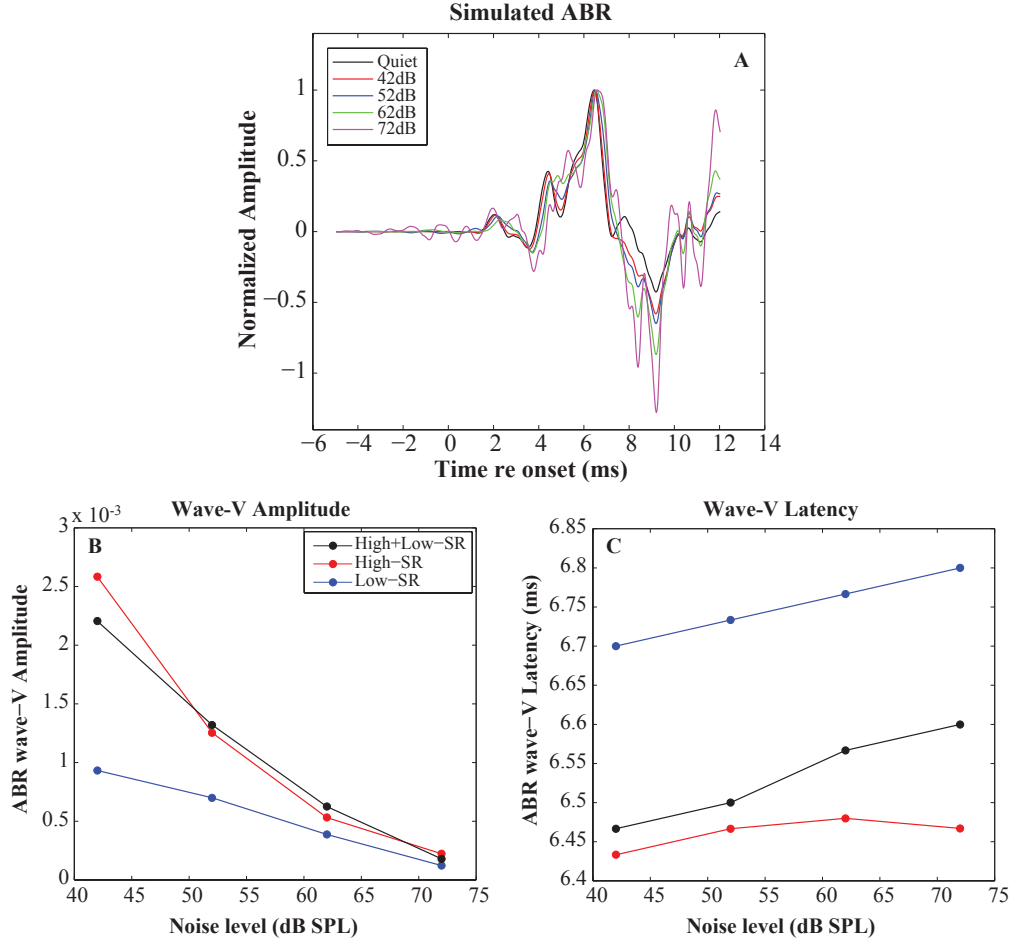 Simulated ABR
Quiet
42dB
52dB
62dB
72dB
A
1
0.5
0
−0.5
−1
Normalized Amplitude
−6 −4 −2 0 2 4 6 8 10 12 14
Time re onset (ms)
Wave-V Amplitude
x 10⁻³
B
High+Low−SR
High−SR
Low−SR
3
2.5
2
1.5
1
0.5
0
ABR wave−V Amplitude
40 45 50 55 60 65 70 75
Noise level (dB SPL)
Wave-V Latency
C
6.85
6.8
6.75
6.7
6.65
6.6
6.55
6.5
6.45
6.4
ABR wave−V Latency (ms)
40 45 50 55 60 65 70 75
Noise level (dB SPL)